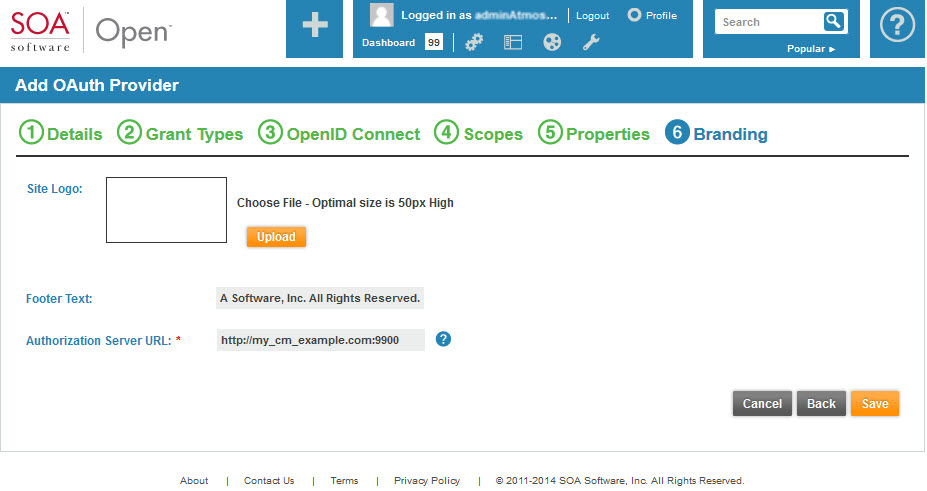 SOA™ software Open™
+
Logged in as adminAtmos... Logout Profile
Dashboard 99
Search
Popular ►
?
Add OAuth Provider
1 Details 2 Grant Types 3 OpenID Connect 4 Scopes 5 Properties 6 Branding
Site Logo:
Choose File - Optimal size is 50px High
Upload
Footer Text: A Software, Inc. All Rights Reserved.
Authorization Server URL: * http://my_cm_example.com:9900 ?
Cancel Back Save
About | Contact Us | Terms | Privacy Policy | © 2011-2014 SOA Software, Inc. All Rights Reserved.